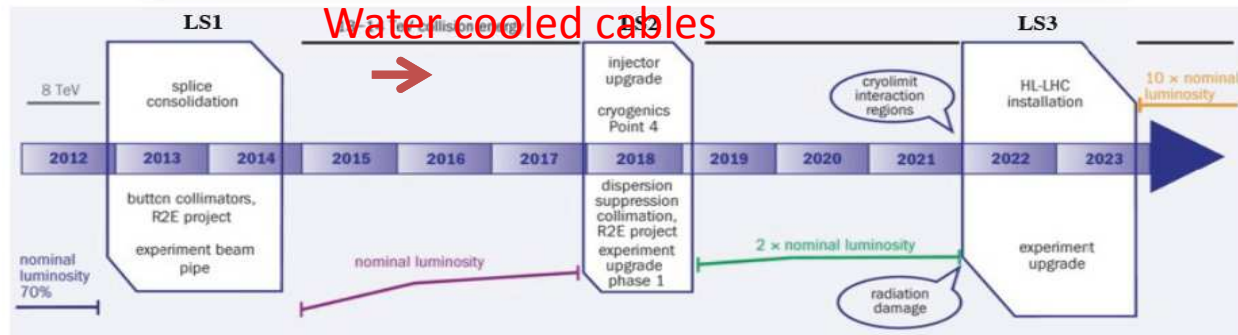 LS1
Water cooled cables
LS2
LS3
TeV collision energy
8 TeV
splice
consolidation
injector
upgrade
cryogenics
Point 4
cryolimit
interaction
regions
HL-LHC
installation
10 × nominal
luminosity
2012 2013 2014 2015 2016 2017 2018 2019 2020 2021 2022 2023
button collimators,
R2E project
experiment beam
pipe
dispersion
suppression
collimation,
R2E project
experiment
upgrade
phase 1
nominal
luminosity
70%
nominal luminosity
2 × nominal luminosity
radiation
damage
experiment
upgrade